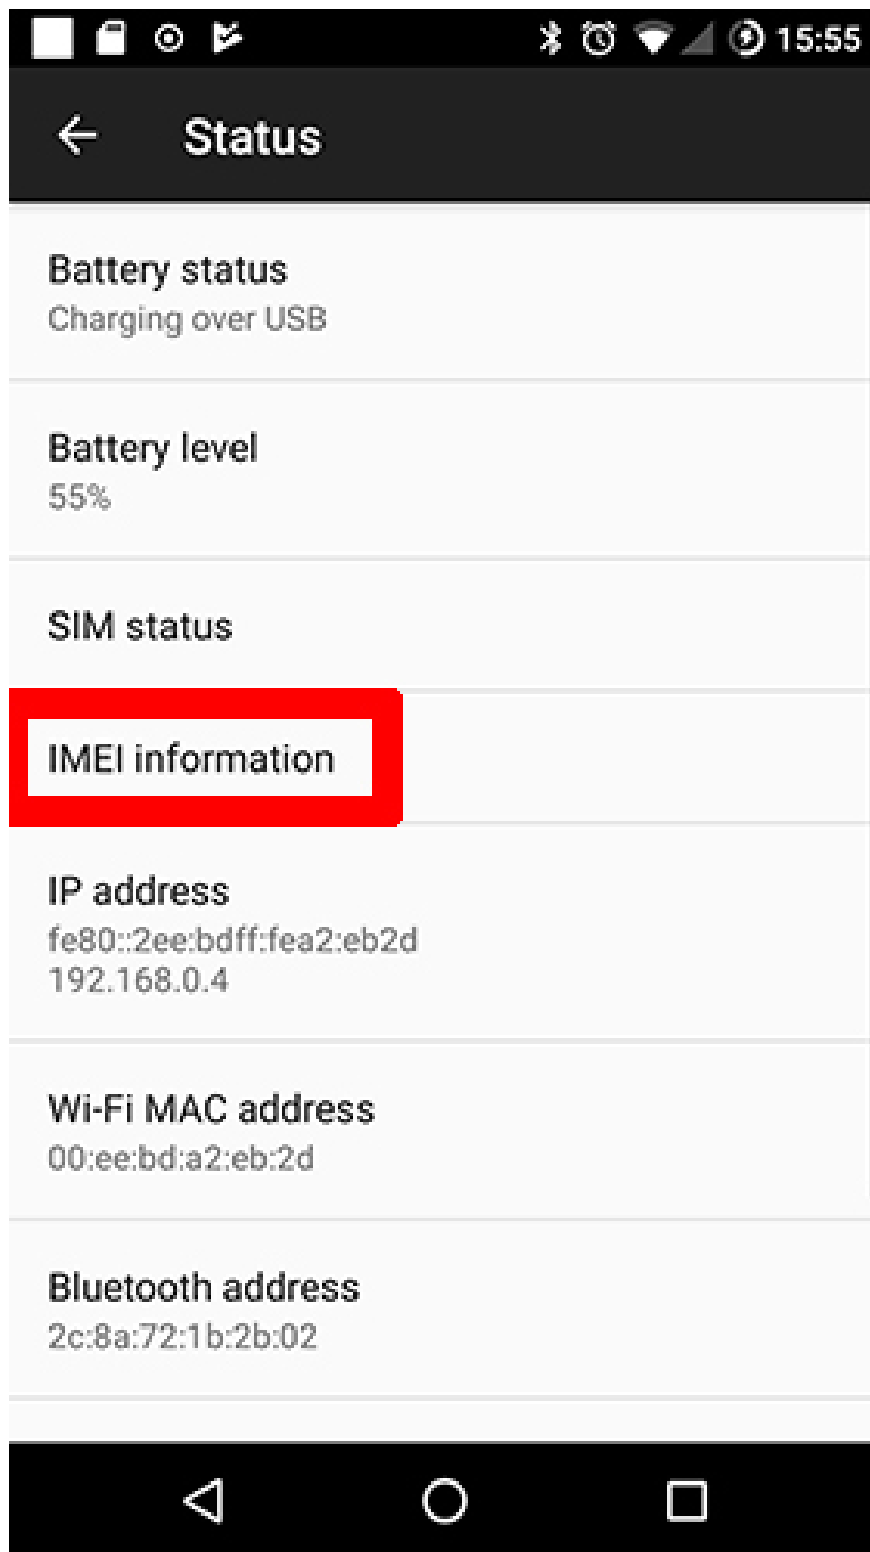 15:55
Status
Battery status
Charging over USB
Battery level
55%
SIM status
IMEI information
IP address
fe80::2ee:bdff:fea2:eb2d
192.168.0.4
Wi-Fi MAC address
00:ee:bd:a2:eb:2d
Bluetooth address
2c:8a:72:1b:2b:02